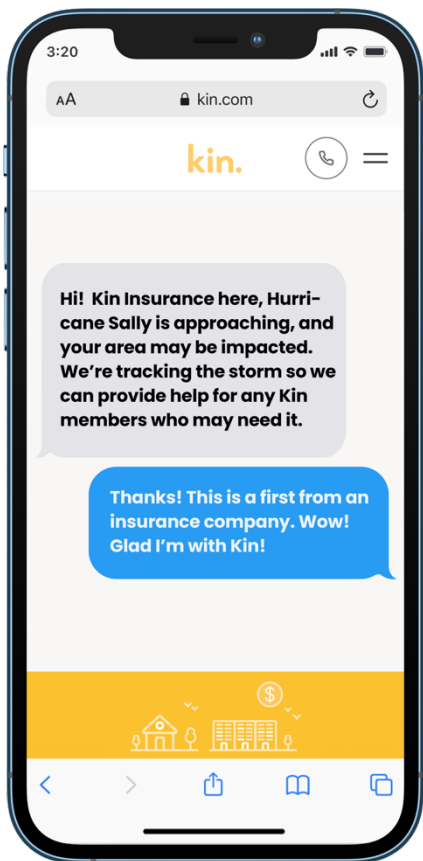 3:20
AA kin.com
kin.
Hi! Kin Insurance here, Hurri-
cane Sally is approaching, and
your area may be impacted.
We're tracking the storm so we
can provide help for any Kin
members who may need it.
Thanks! This is a first from an
insurance company. Wow!
Glad I'm with Kin!
$